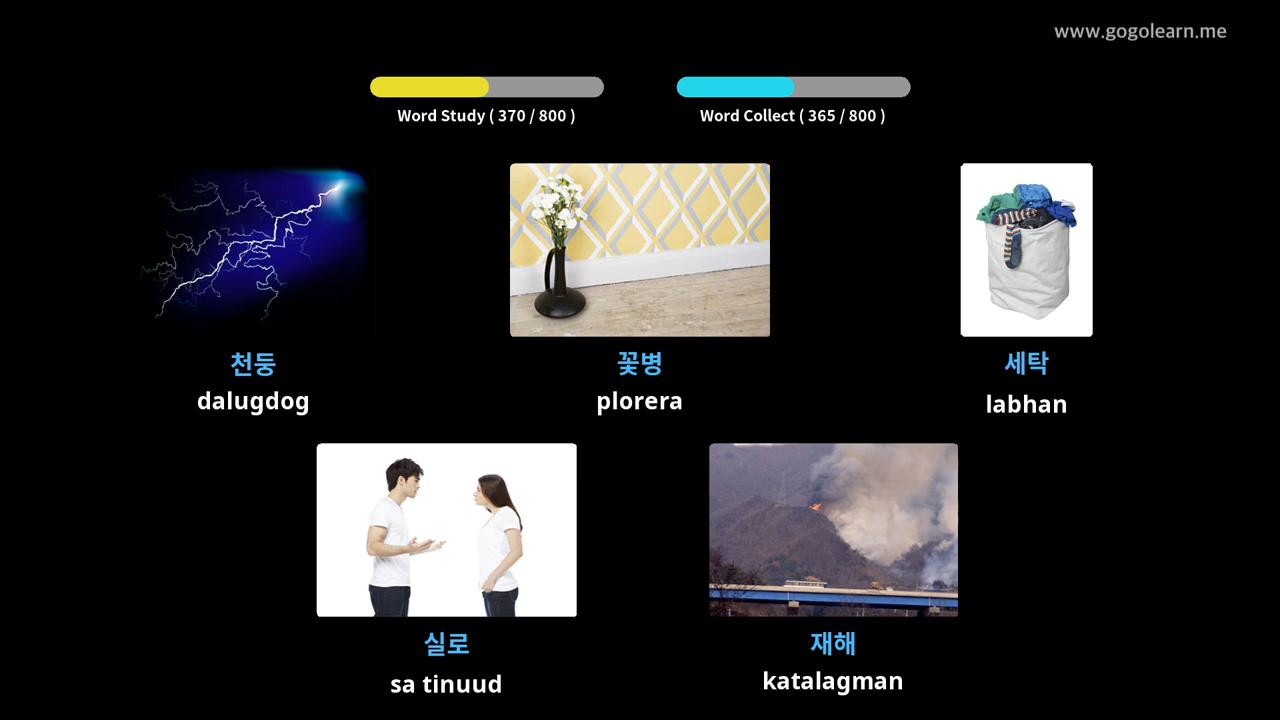 www.gogolearn.me
Word Study ( 370 / 800 )
Word Collect ( 365 / 800 )
천둥
dalugdog
꽃병
plorera
세탁
labhan
실로
sa tinuud
재해
katalagman